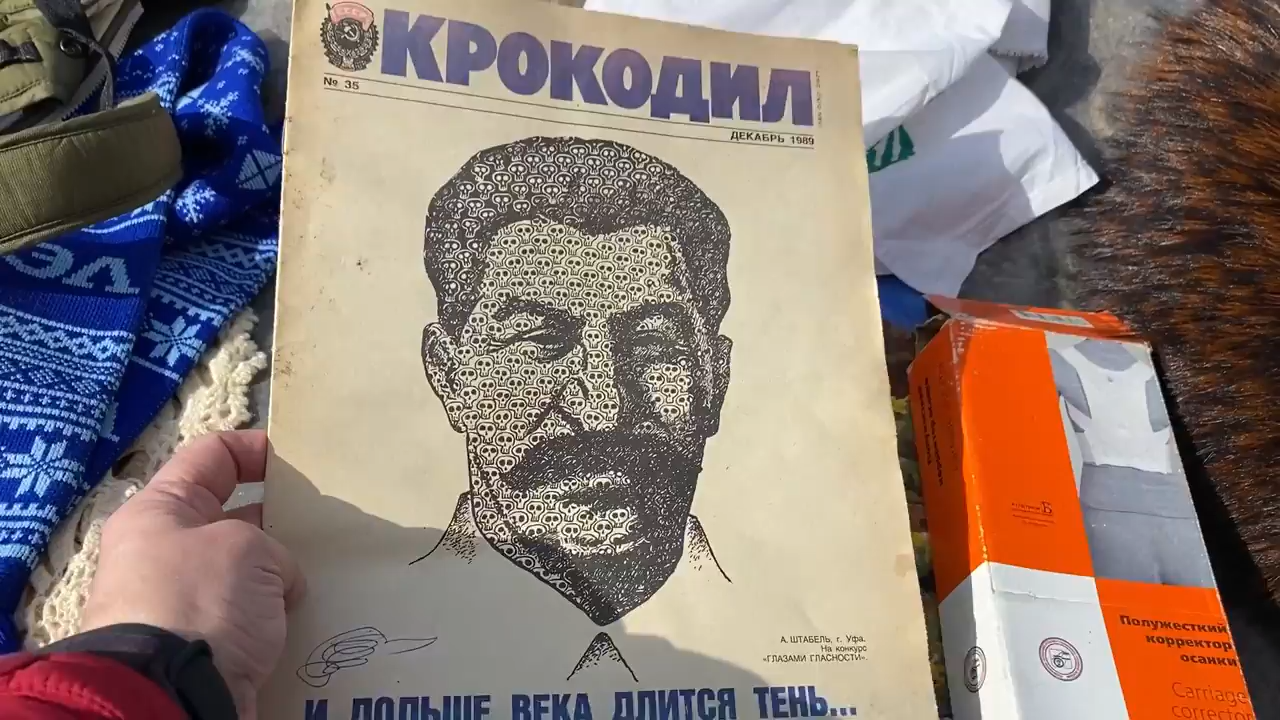 КРОКОДИЛ
№ 35
ДЕКАБРЬ 1989
А. ШТАБЕЛЬ, г. Уфа.
На конкурс
«ГЛАЗАМИ ГЛАСНОСТИ».
И ДОЛЬШЕ ВЕКА ДЛИТСЯ ТЕНЬ...
Полужесткий
корректор
осанки
Carriage
corrector